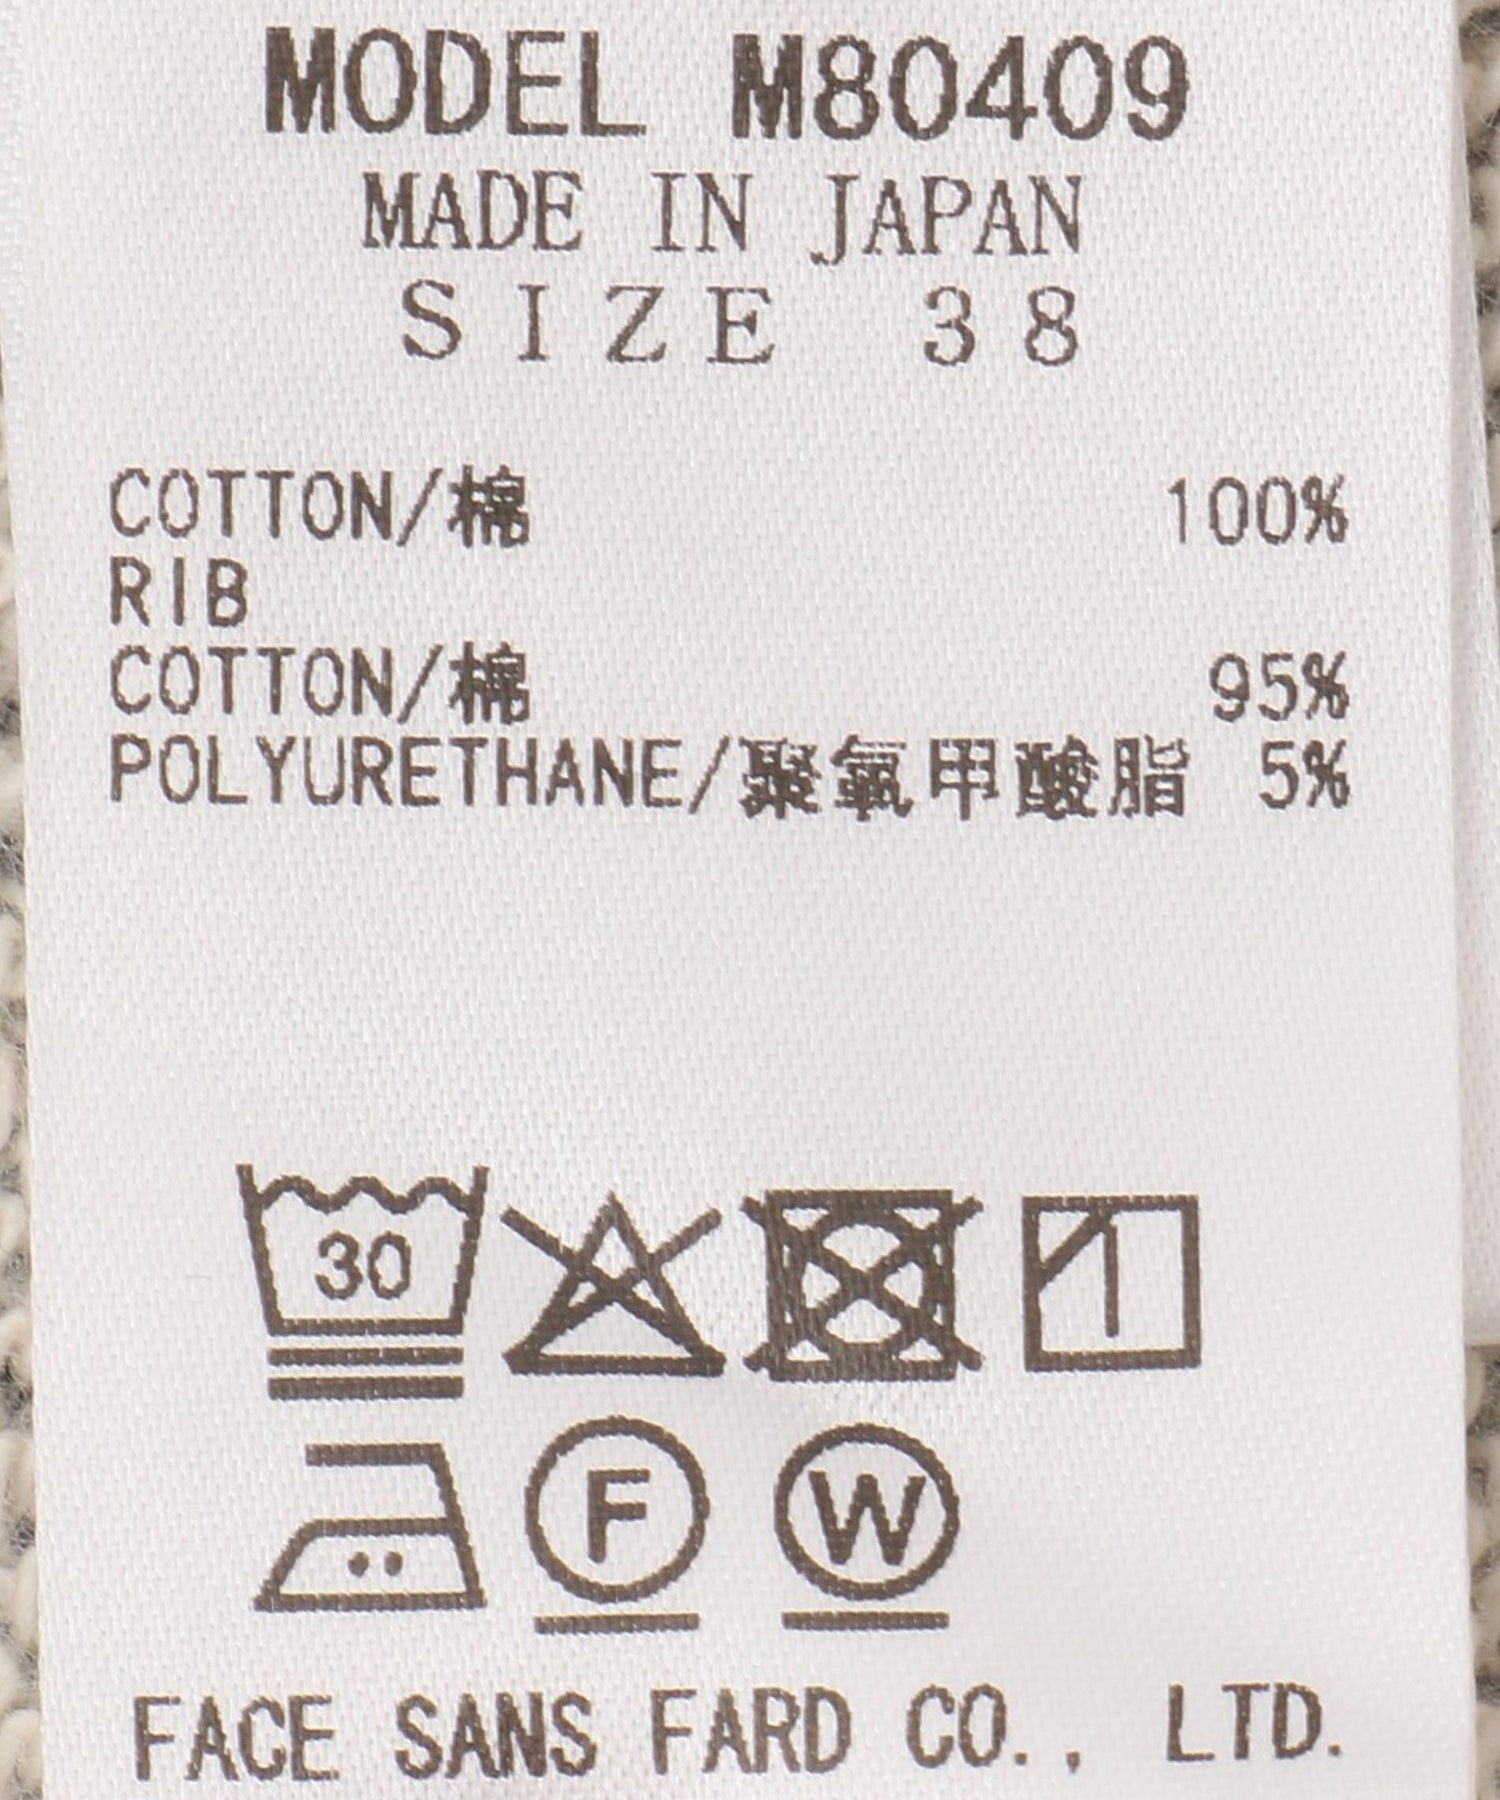 MODEL M80409
MADE IN JAPAN
SIZE 38
COTTON/棉 100%
RIB
COTTON/棉 95%
POLYURETHANE/聚氨甲酸脂 5%
30
F
W
FACE SANS FARD CO., LTD.